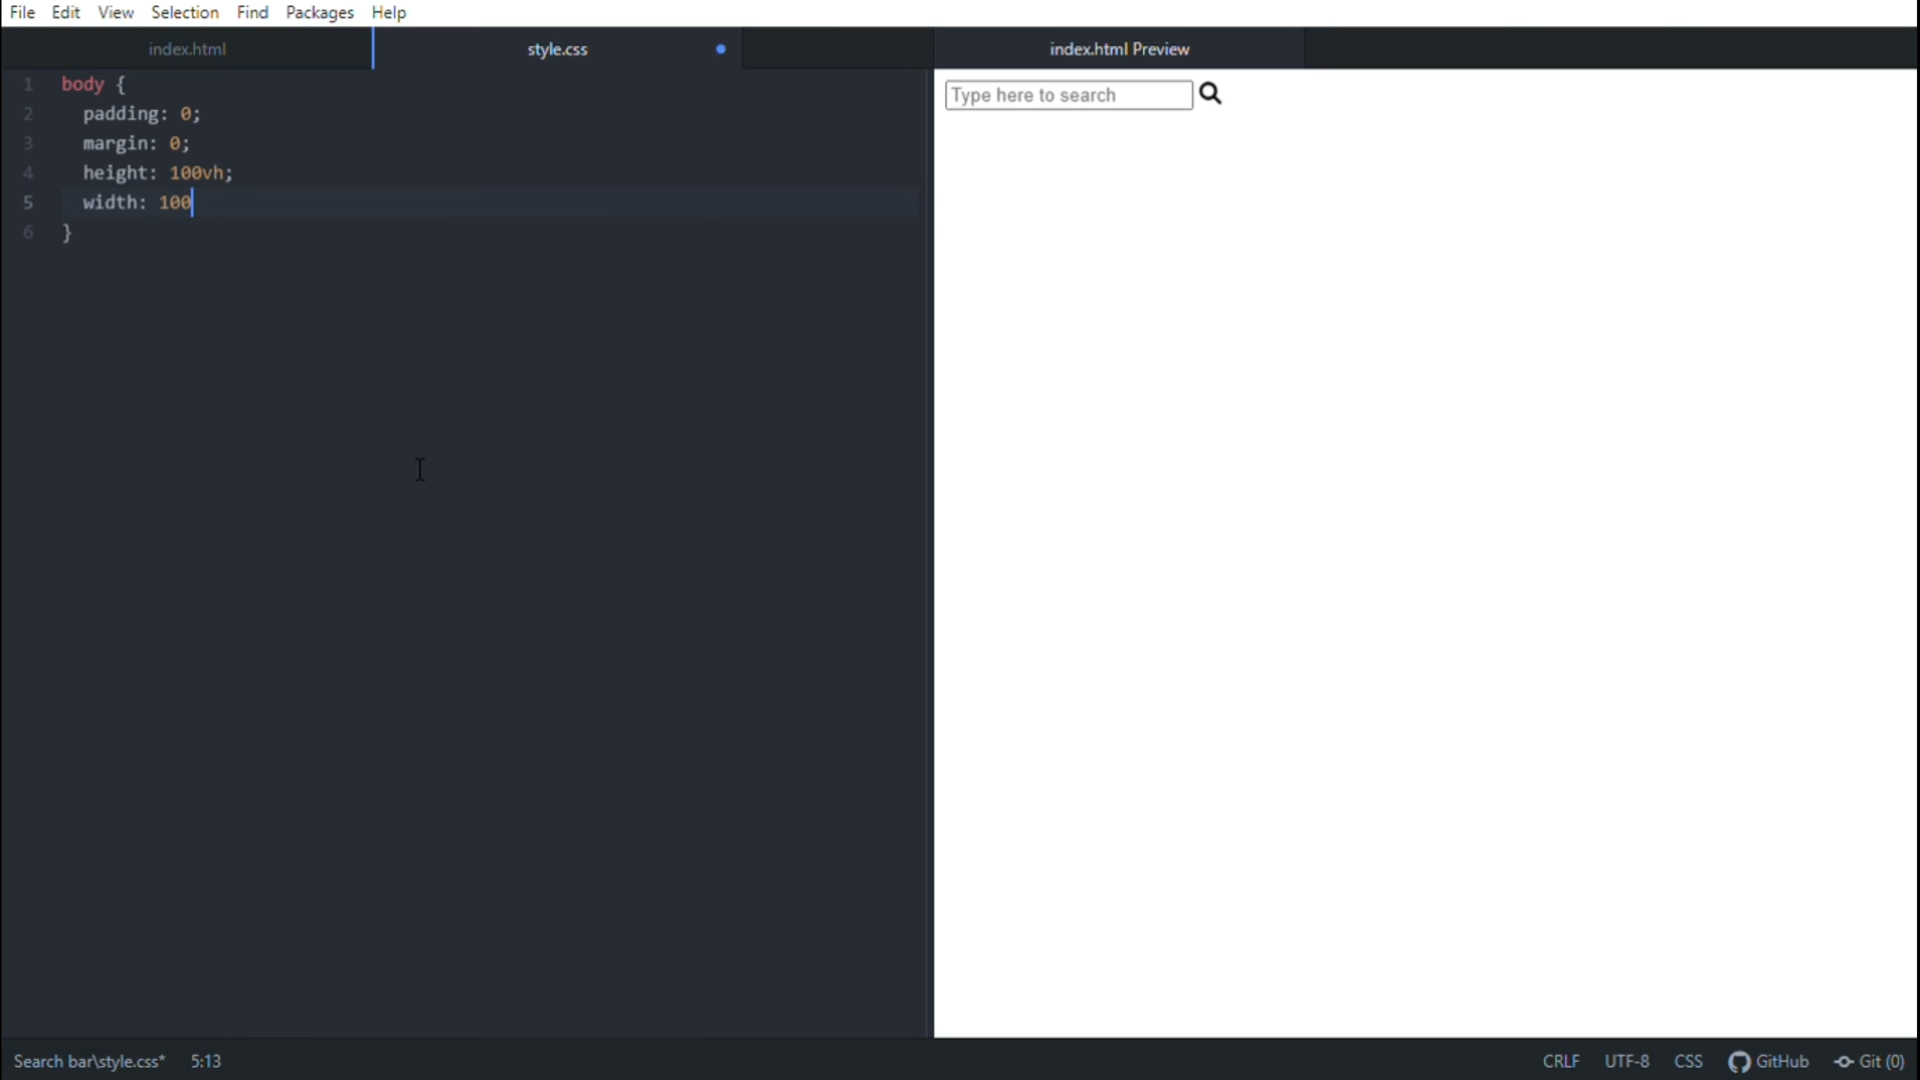 File Edit View Selection Find Packages Help
index.html style.css index.html Preview
1 body {
2 padding: 0;
3 margin: 0;
4 height: 100vh;
5 width: 100
6 }
Type here to search
Search bar\style.css* 5:13 CRLF UTF-8 CSS GitHub Git (0)